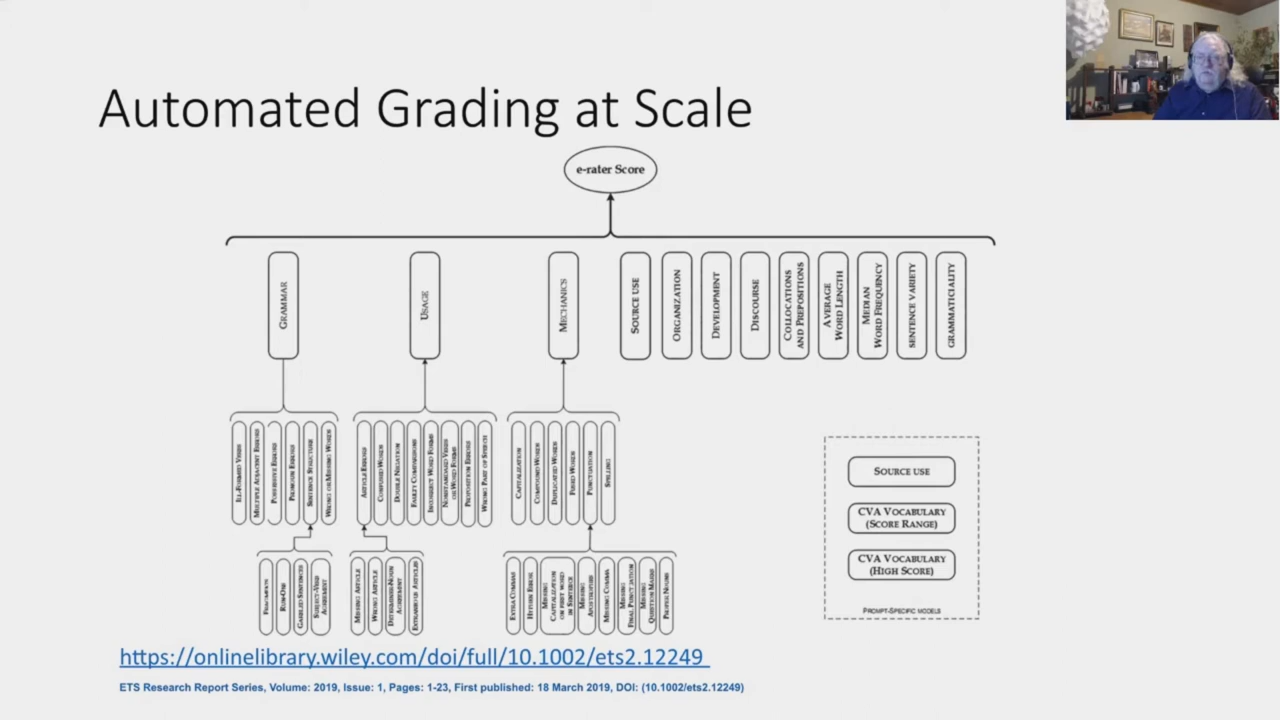 Automated Grading at Scale
e-rater Score
GRAMMAR
USAGE
MECHANICS
SOURCE USE
ORGANIZATION
DEVELOPMENT
DISCOURSE
COLLOCATIONS
AND PREPOSITIONS
AVERAGE
WORD LENGTH
MEDIAN
WORD FREQUENCY
SENTENCE VARIETY
GRAMMATICIALITY
ILL-FORMED VERBS
MULTIPLE ADJACENT ERRORS
POSSESSIVE ERRORS
PRONOUN ERRORS
SENTENCE STRUCTURE
WRONG OR MISSING WORDS
ARTICLE ERRORS
CONFUSED WORDS
DOUBLE NEGATION
FAULTY COMPARISONS
INCORRECT WORD FORMS
NONSTANDARD VERBS
OR WORD FORMS
PREPOSITION ERRORS
WRONG PART OF SPEECH
CAPITALIZATION
COMPOUND WORDS
DUPLICATED WORDS
FUSED WORDS
PUNCTUATION
SPELLING
FRAGMENTS
RUN-ONS
GARBLED SENTENCES
SUBJECT-VERB
AGREEMENT
MISSING ARTICLE
WRONG ARTICLE
DETERMINER-NOUN
AGREEMENT
EXTRANEOUS ARTICLES
EXTRA COMMAS
HYPHEN ERROR
MISSING
CAPITALIZATION
ON FIRST WORD
IN SENTENCE
MISSING
APOSTROPHES
MISSING COMMA
MISSING
FINAL PUNCTUATION
MISSING
QUESTION MARKS
PROPER NOUNS
SOURCE USE
CVA VOCABULARY
(SCORE RANGE)
CVA VOCABULARY
(HIGH SCORE)
PROMPT-SPECIFIC MODELS
https://onlinelibrary.wiley.com/doi/full/10.1002/ets2.12249
ETS Research Report Series, Volume: 2019, Issue: 1, Pages: 1-23, First published: 18 March 2019, DOI: (10.1002/ets2.12249)